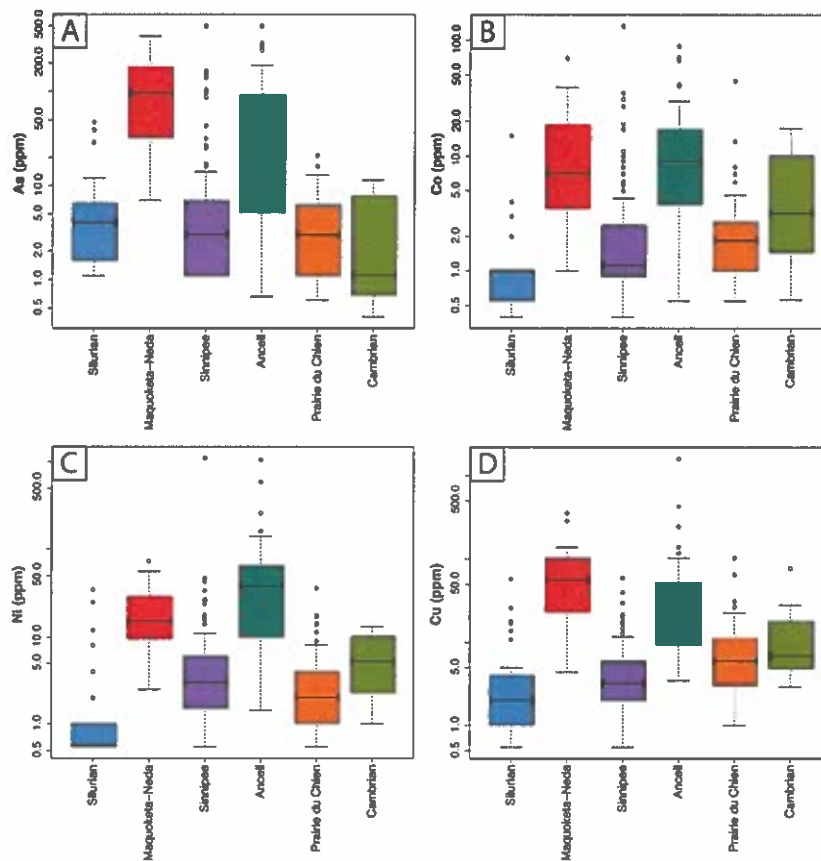 A
As (ppm)
500.0
200.0
50.0
10.0
5.0
2.0
1.0
0.5
Silurian
Maquoketa-Neda
Sinnipee
Ancell
Prairie du Chien
Cambrian
B
Co (ppm)
100.0
50.0
20.0
10.0
5.0
2.0
1.0
0.5
Silurian
Maquoketa-Neda
Sinnipee
Ancell
Prairie du Chien
Cambrian
C
Ni (ppm)
500.0
50.0
10.0
5.0
1.0
0.5
Silurian
Maquoketa-Neda
Sinnipee
Ancell
Prairie du Chien
Cambrian
D
Cu (ppm)
500.0
50.0
5.0
1.0
0.5
Silurian
Maquoketa-Neda
Sinnipee
Ancell
Prairie du Chien
Cambrian